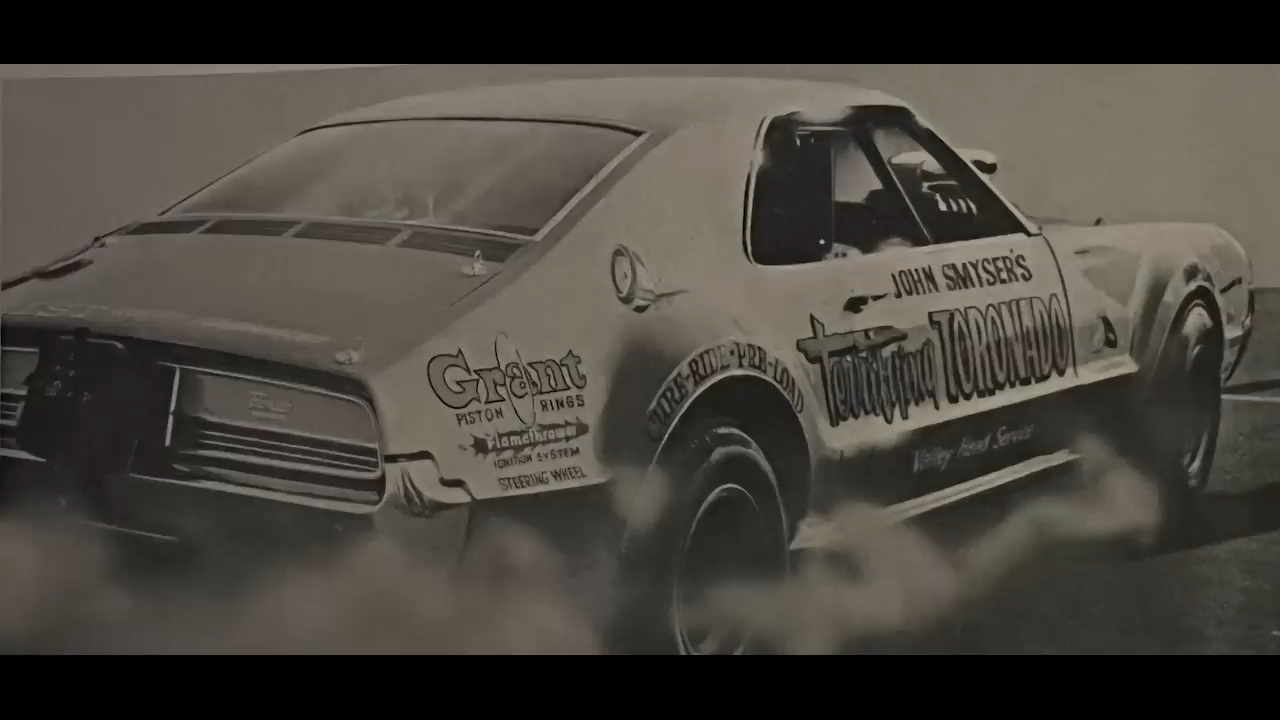 JOHN SMYSER'S
Terrifying TORONADO
Grant
PISTON RINGS
Flamethrower
IGNITION SYSTEM
STEERING WHEEL
SURE-RIDE-PRE-LOAD
Valley Head Service